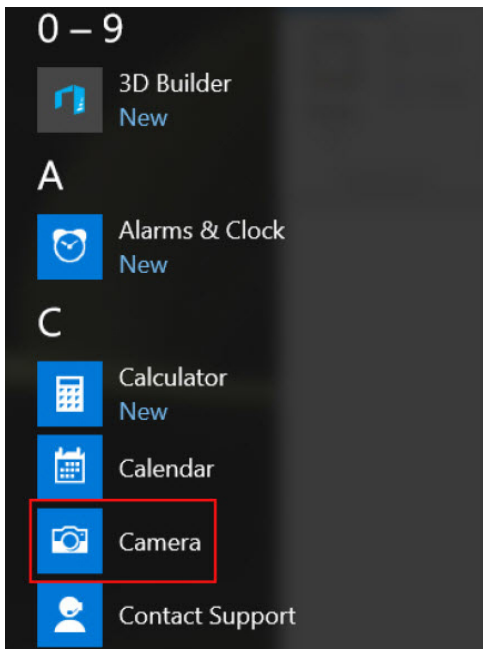 0 – 9
3D Builder
New
A
Alarms & Clock
New
C
Calculator
New
Calendar
Camera
Contact Support